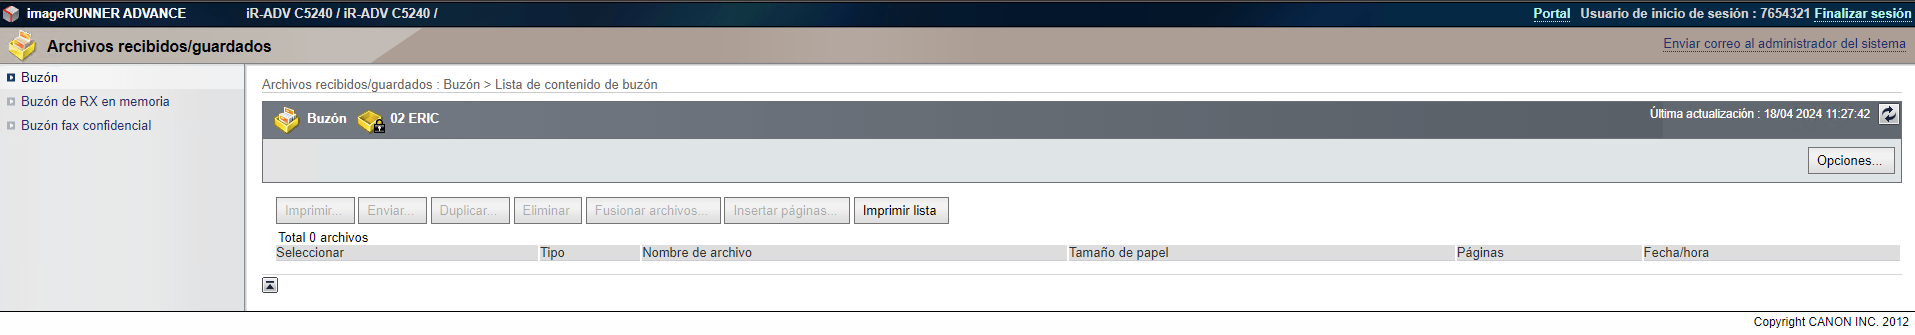 imageRUNNER ADVANCE iR-ADV C5240 / iR-ADV C5240 / Portal Usuario de inicio de sesión : 7654321 Finalizar sesión
Archivos recibidos/guardados Enviar correo al administrador del sistema
Buzón
Buzón de RX en memoria
Buzón fax confidencial
Archivos recibidos/guardados : Buzón > Lista de contenido de buzón
Buzón 02 ERIC Última actualización : 18/04 2024 11:27:42
Opciones...
Imprimir... Enviar... Duplicar... Eliminar Fusionar archivos... Insertar páginas... Imprimir lista
Total 0 archivos
Seleccionar Tipo Nombre de archivo Tamaño de papel Páginas Fecha/hora
Copyright CANON INC. 2012